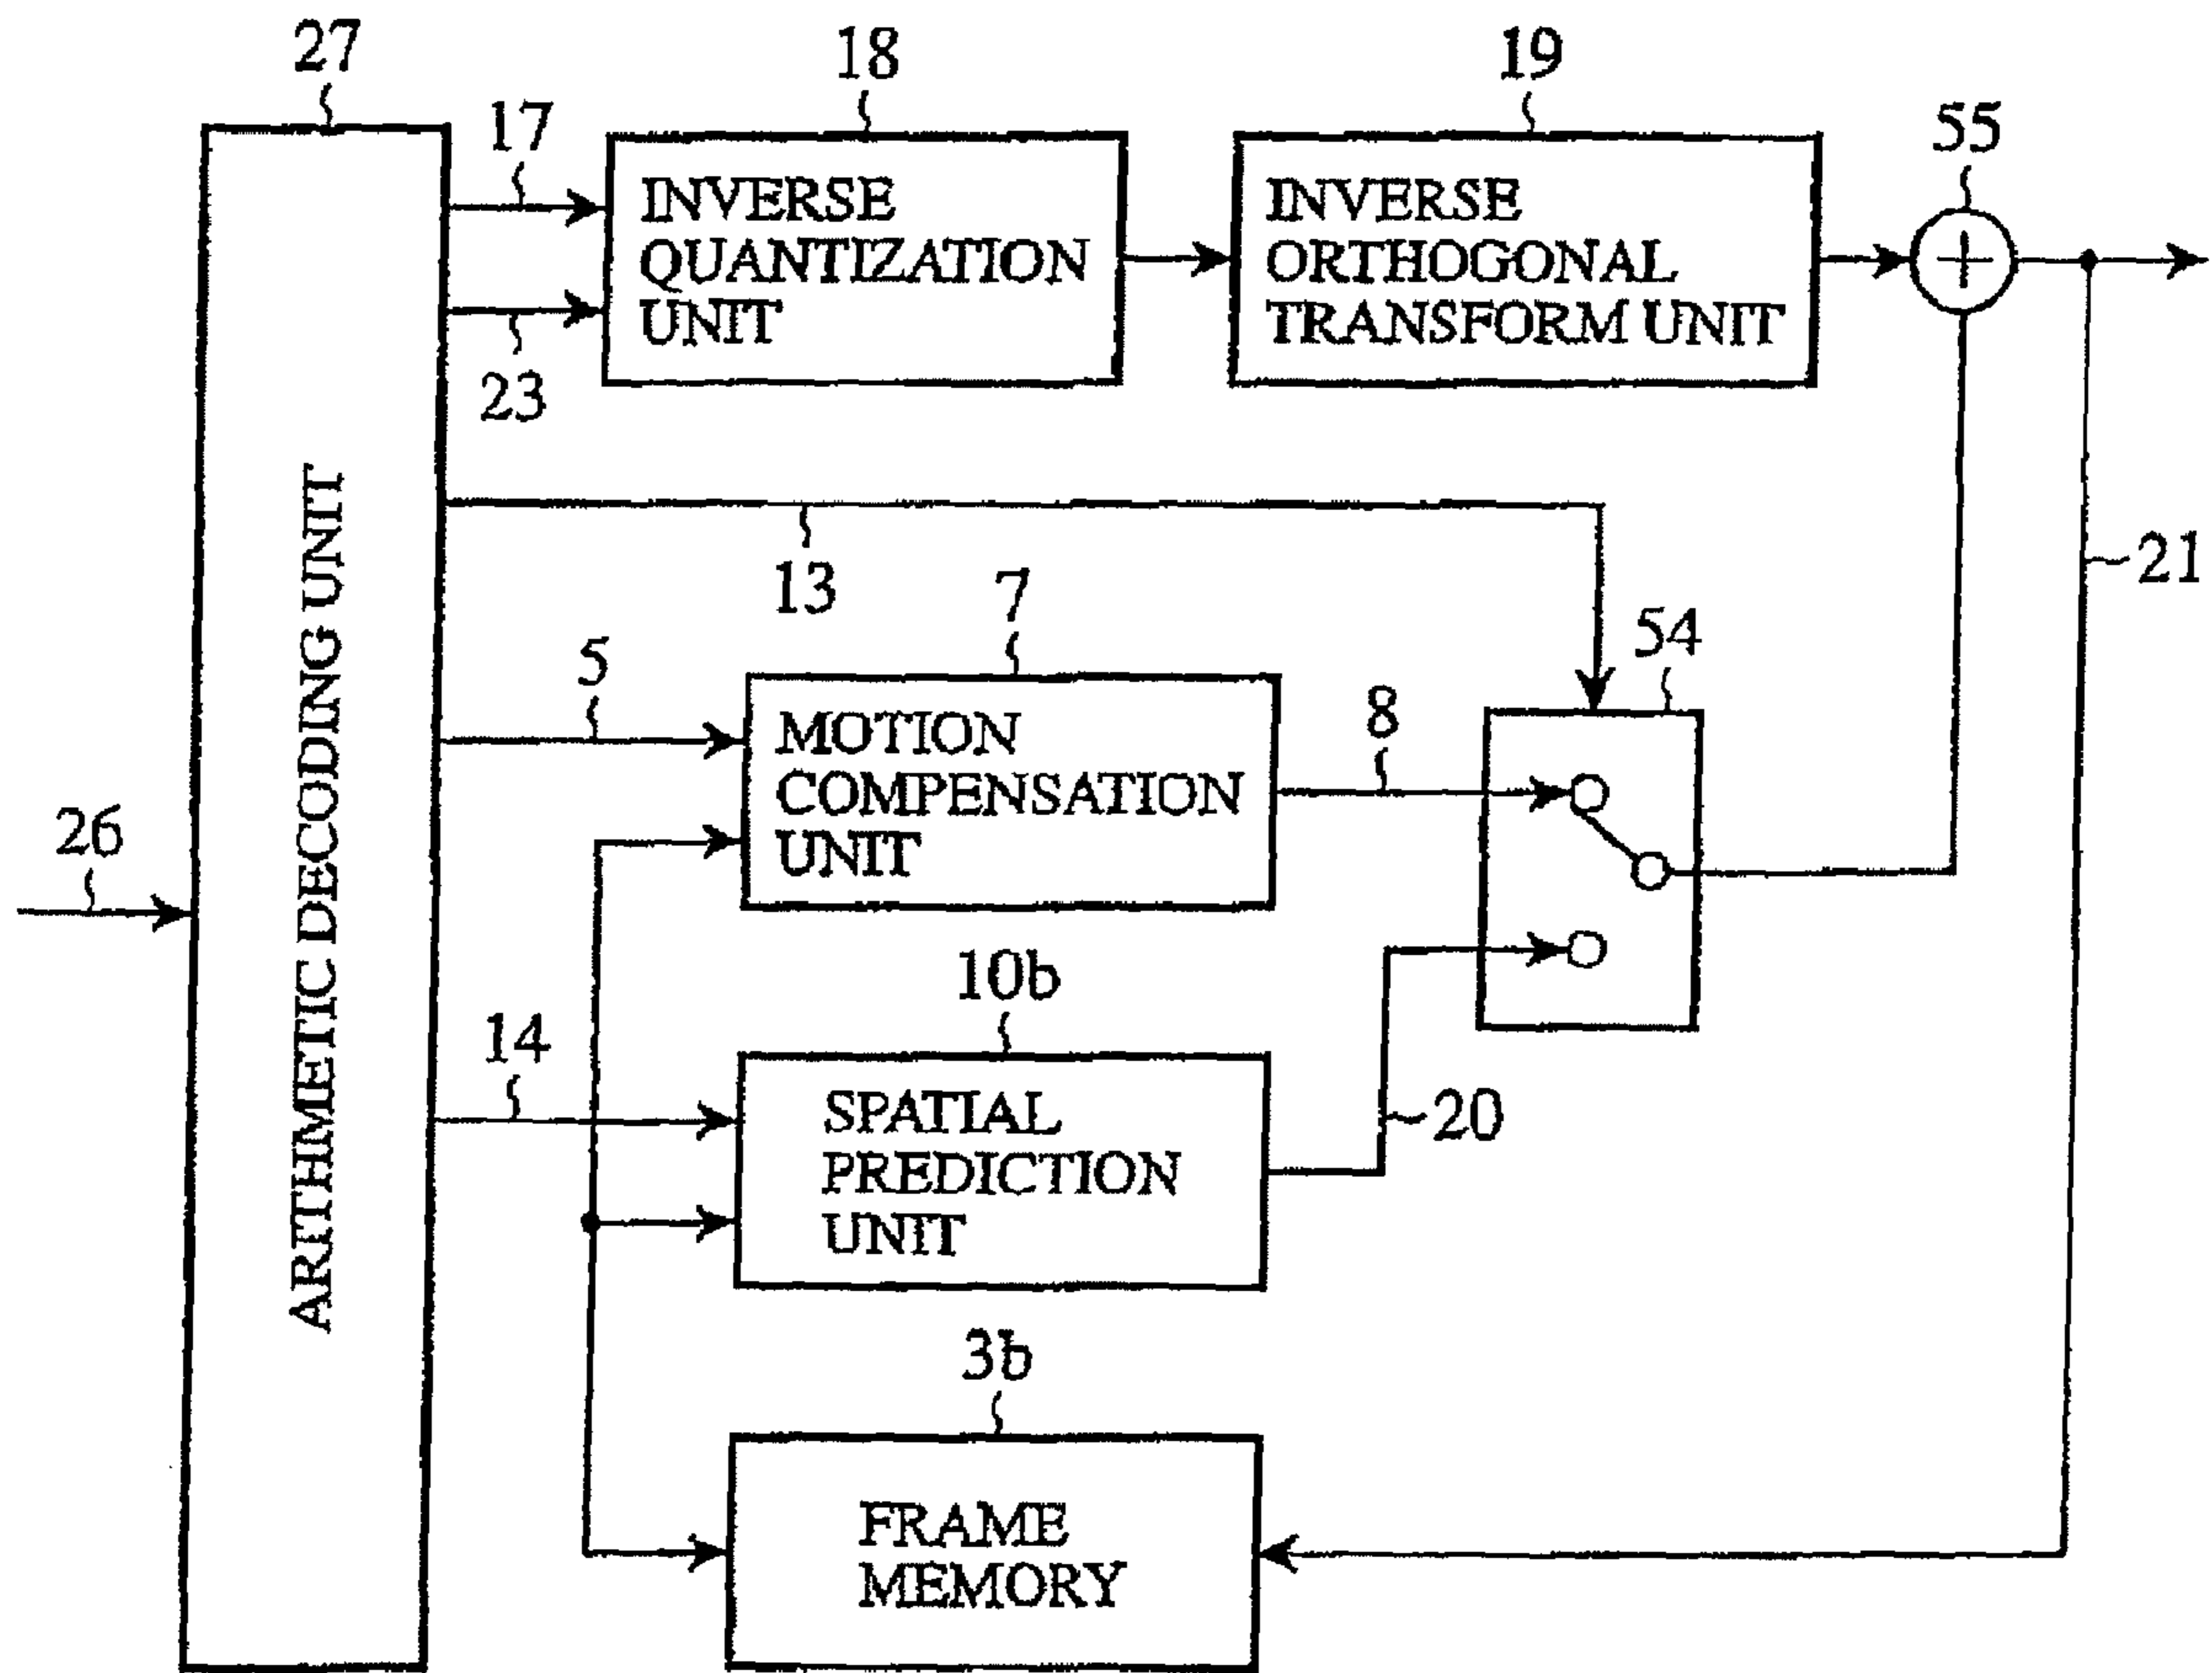 27
18
19
55
17
INVERSE
QUANTIZATION
UNIT
INVERSE
ORTHOGONAL
TRANSFORM UNIT
23
13
21
ARITHMETIC DECODING UNIT
5
7
54
MOTION
COMPENSATION
UNIT
8
26
10b
14
SPATIAL
PREDICTION
UNIT
20
3b
FRAME
MEMORY